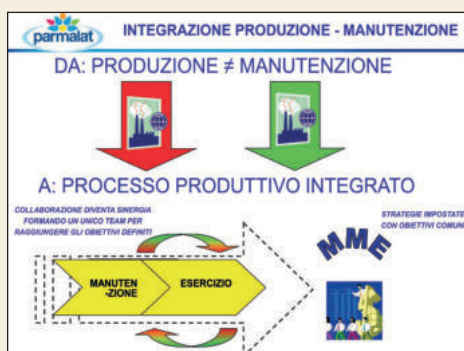 parmalat
INTEGRAZIONE PRODUZIONE - MANUTENZIONE
DA: PRODUZIONE ≠ MANUTENZIONE
A: PROCESSO PRODUTTIVO INTEGRATO
COLLABORAZIONE DIVENTA SINERGIA
FORMANDO UN UNICO TEAM PER
RAGGIUNGERE GLI OBIETTIVI DEFINITI
STRATEGIE IMPOSTATE
CON OBIETTIVI COMUNI
MME
MANUTEN
-ZIONE
ESERCIZIO